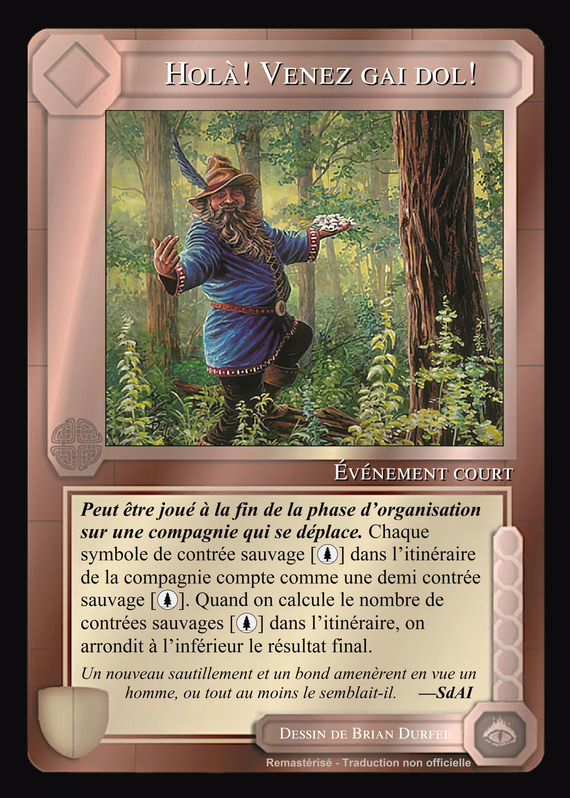 Holà! Venez gai dol!
Événement court
Peut être joué à la fin de la phase d’organisation
sur une compagnie qui se déplace. Chaque
symbole de contrée sauvage [] dans l’itinéraire
de la compagnie compte comme une demi contrée
sauvage []. Quand on calcule le nombre de
contrées sauvages [] dans l’itinéraire, on
arrondit à l’inférieur le résultat final.
Un nouveau sautillement et un bond amenèrent en vue un
homme, ou tout au moins le semblait-il. —SdAI
Dessin de Brian Durfee
Remastérisé - Traduction non officielle